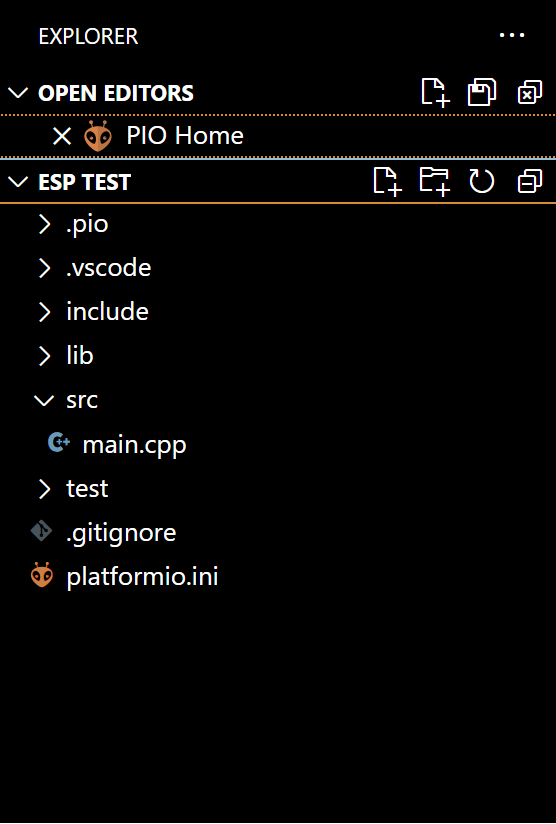 EXPLORER
OPEN EDITORS
PIO Home
ESP TEST
.pio
.vscode
include
lib
src
main.cpp
test
.gitignore
platformio.ini